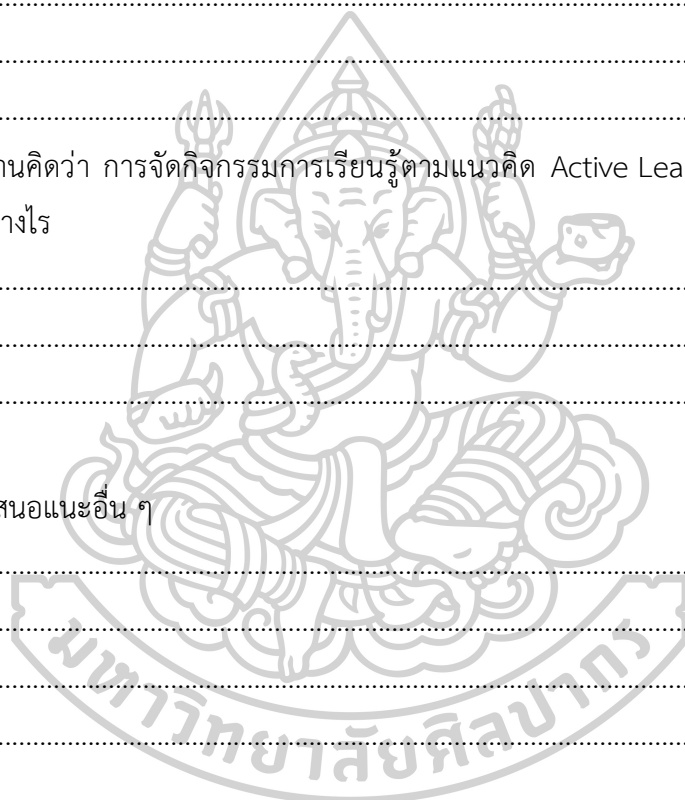 านคิดว่า การจัดกิจกรรมการเรียนรู้ตามแนวคิด Active Lea
างไร
สนอแนะอื่น ๆ
มหาวิทยาลัยศิลปากร